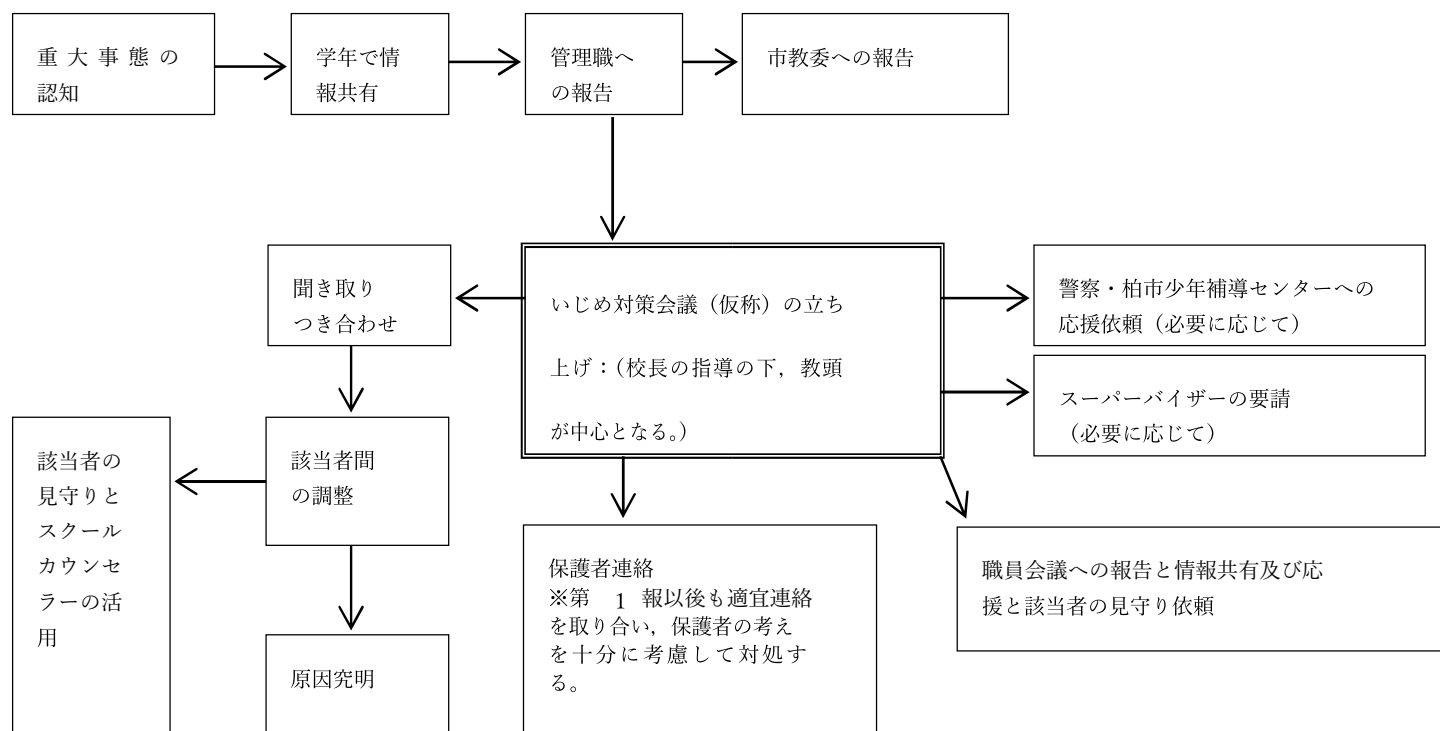 重大事態の
認知
学年で情
報共有
管理職へ
の報告
市教委への報告
聞き取り
つき合わせ
いじめ対策会議（仮称）の立ち
上げ：（校長の指導の下，教頭
が中心となる。）
警察・柏市少年補導センターへの
応援依頼（必要に応じて）
スーパーバイザーの要請
（必要に応じて）
該当者の
見守りと
スクール
カウンセ
ラーの活
用
該当者間
の調整
原因究明
保護者連絡
※第　1　報以後も適宜連絡
を取り合い，保護者の考え
を十分に考慮して対処す
る。
職員会議への報告と情報共有及び応
援と該当者の見守り依頼